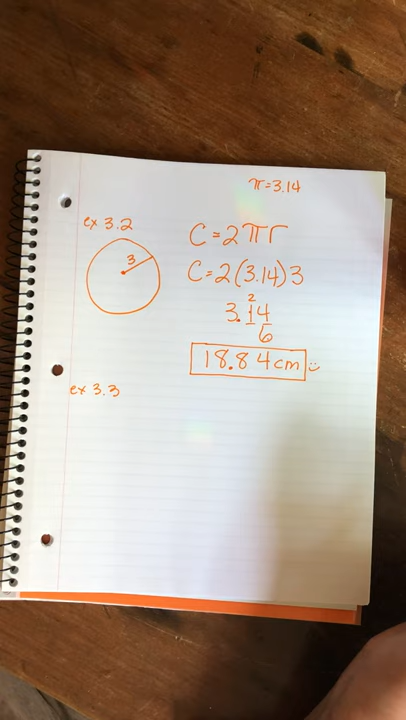 π=3.14
ex 3.2
C=2πr
3
C=2(3.14)3
2
3.14
6
18.84cm
ex 3.3